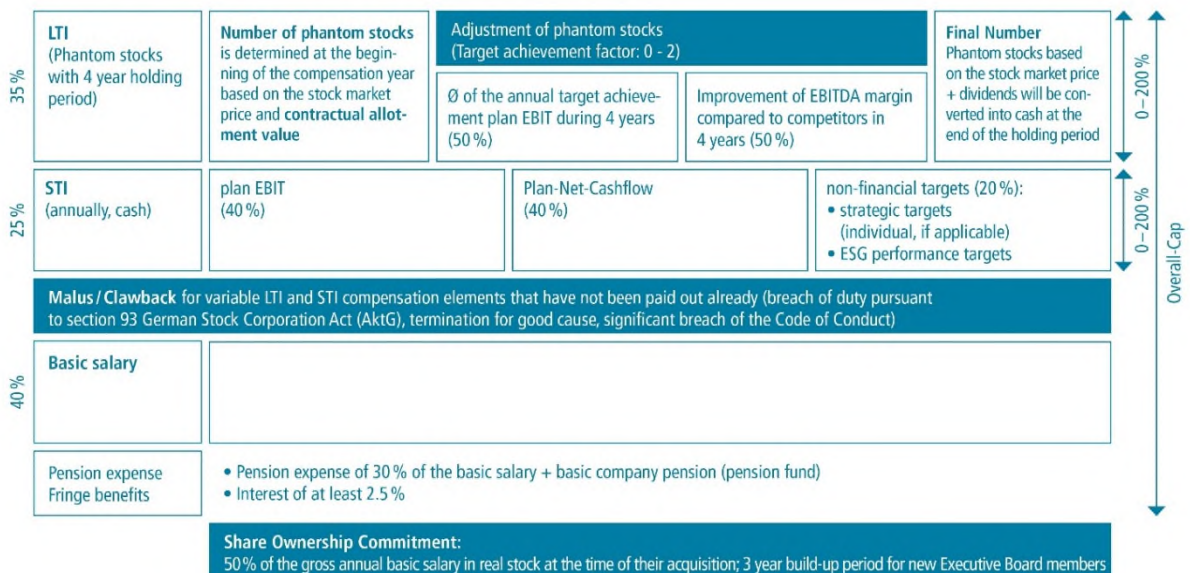 35 %
LTI
(Phantom stocks
with 4 year holding
period)
Number of phantom stocks
is determined at the begin-
ning of the compensation year
based on the stock market
price and contractual allot-
ment value
Adjustment of phantom stocks
(Target achievement factor: 0 - 2)
Ø of the annual target achieve-
ment plan EBIT during 4 years
(50 %)
Improvement of EBITDA margin
compared to competitors in
4 years (50 %)
Final Number
Phantom stocks based
on the stock market price
+ dividends will be con-
verted into cash at the
end of the holding period
0 – 200 %
25 %
STI
(annually, cash)
plan EBIT
(40 %)
Plan-Net-Cashflow
(40 %)
non-financial targets (20 %):
• strategic targets
(individual, if applicable)
• ESG performance targets
0 – 200 %
Overall-Cap
Malus / Clawback for variable LTI and STI compensation elements that have not been paid out already (breach of duty pursuant
to section 93 German Stock Corporation Act (AktG), termination for good cause, significant breach of the Code of Conduct)
40 %
Basic salary
Pension expense
Fringe benefits
• Pension expense of 30 % of the basic salary + basic company pension (pension fund)
• Interest of at least 2.5 %
Share Ownership Commitment:
50 % of the gross annual basic salary in real stock at the time of their acquisition; 3 year build-up period for new Executive Board members